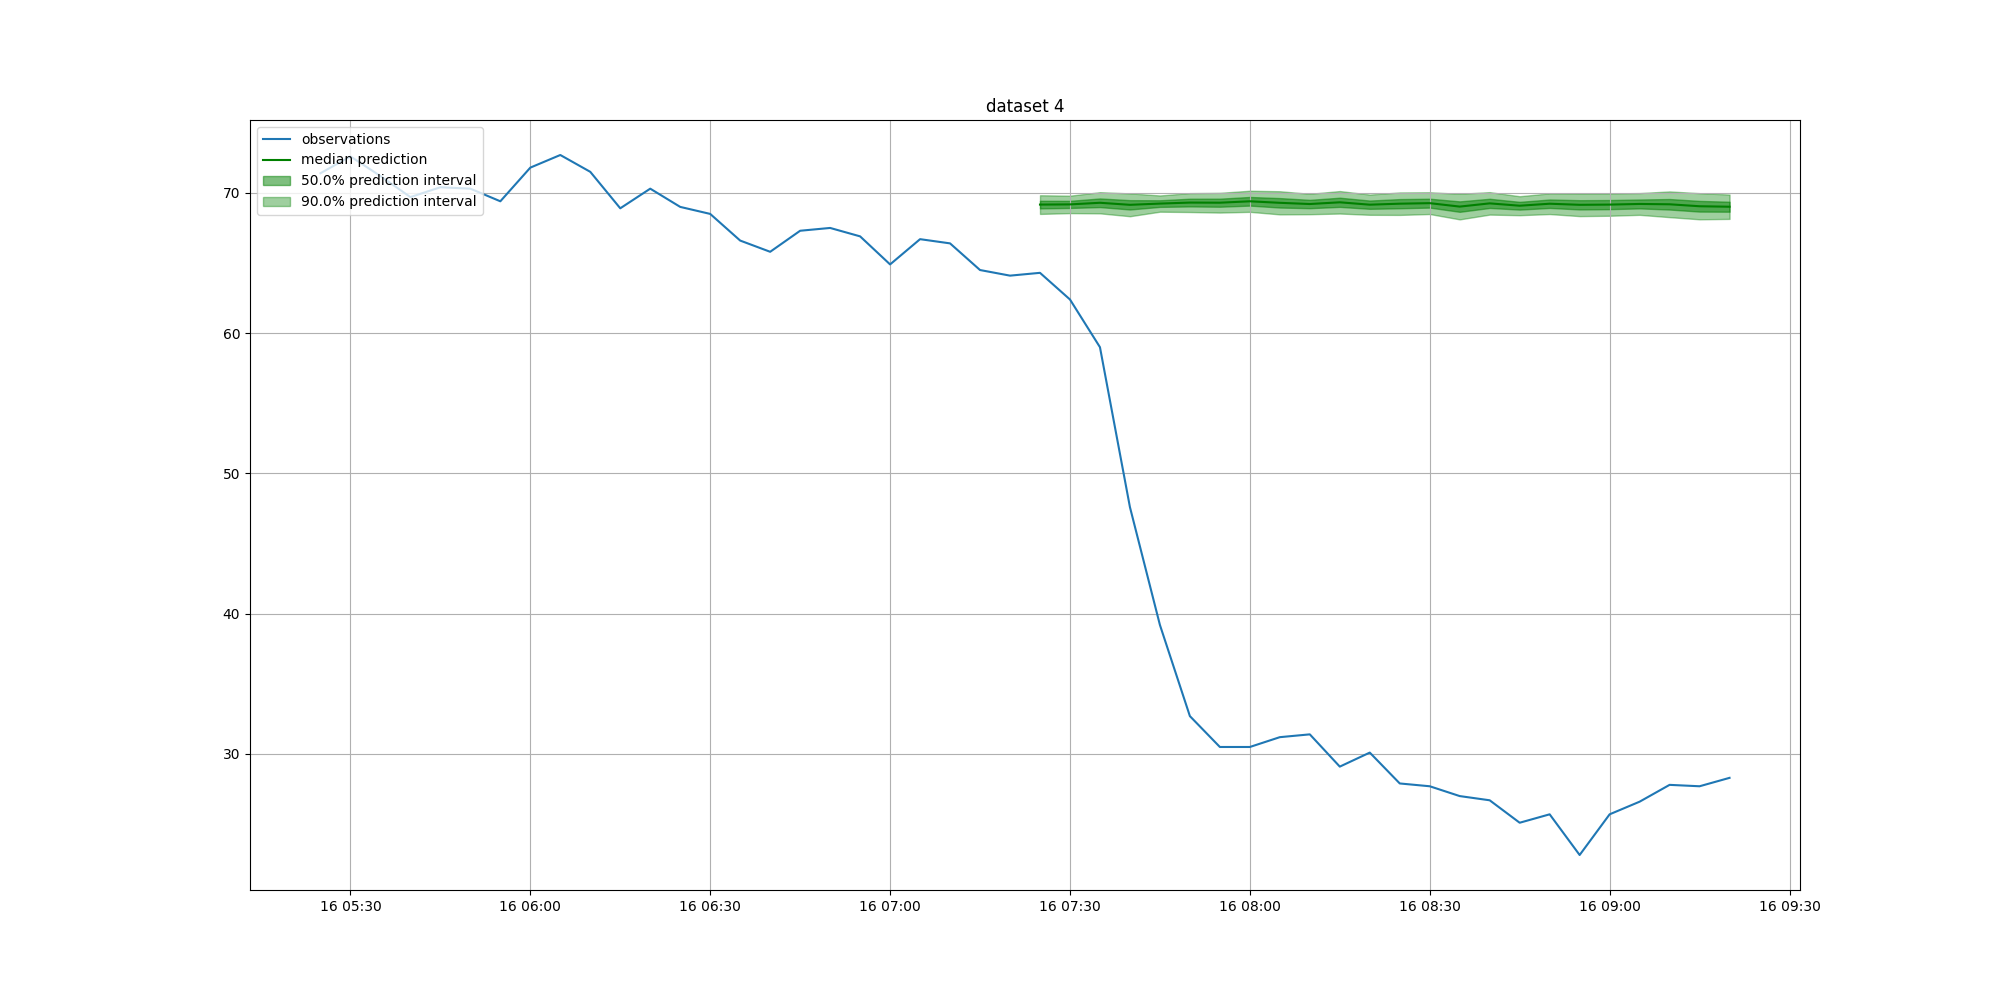 dataset 4
observations
median prediction
50.0% prediction interval
90.0% prediction interval
70
60
50
40
30
16 05:30
16 06:00
16 06:30
16 07:00
16 07:30
16 08:00
16 08:30
16 09:00
16 09:30